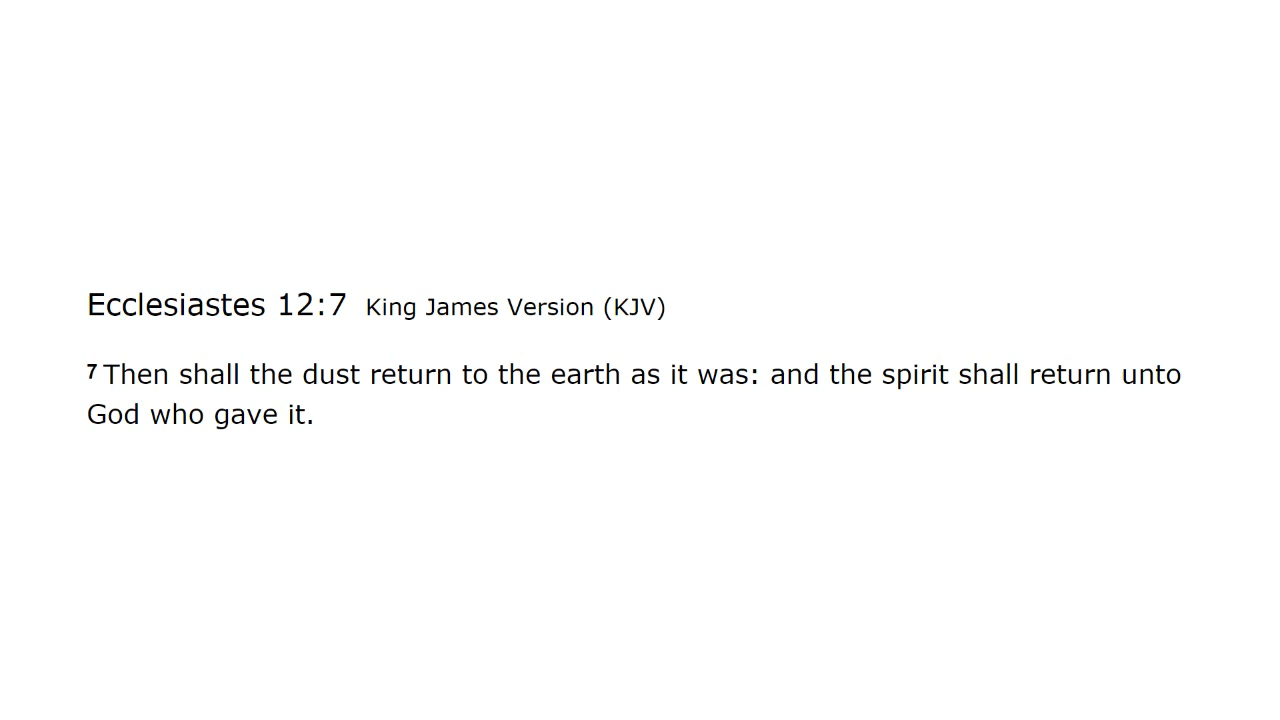 Ecclesiastes 12:7 King James Version (KJV)
7 Then shall the dust return to the earth as it was: and the spirit shall return unto
God who gave it.